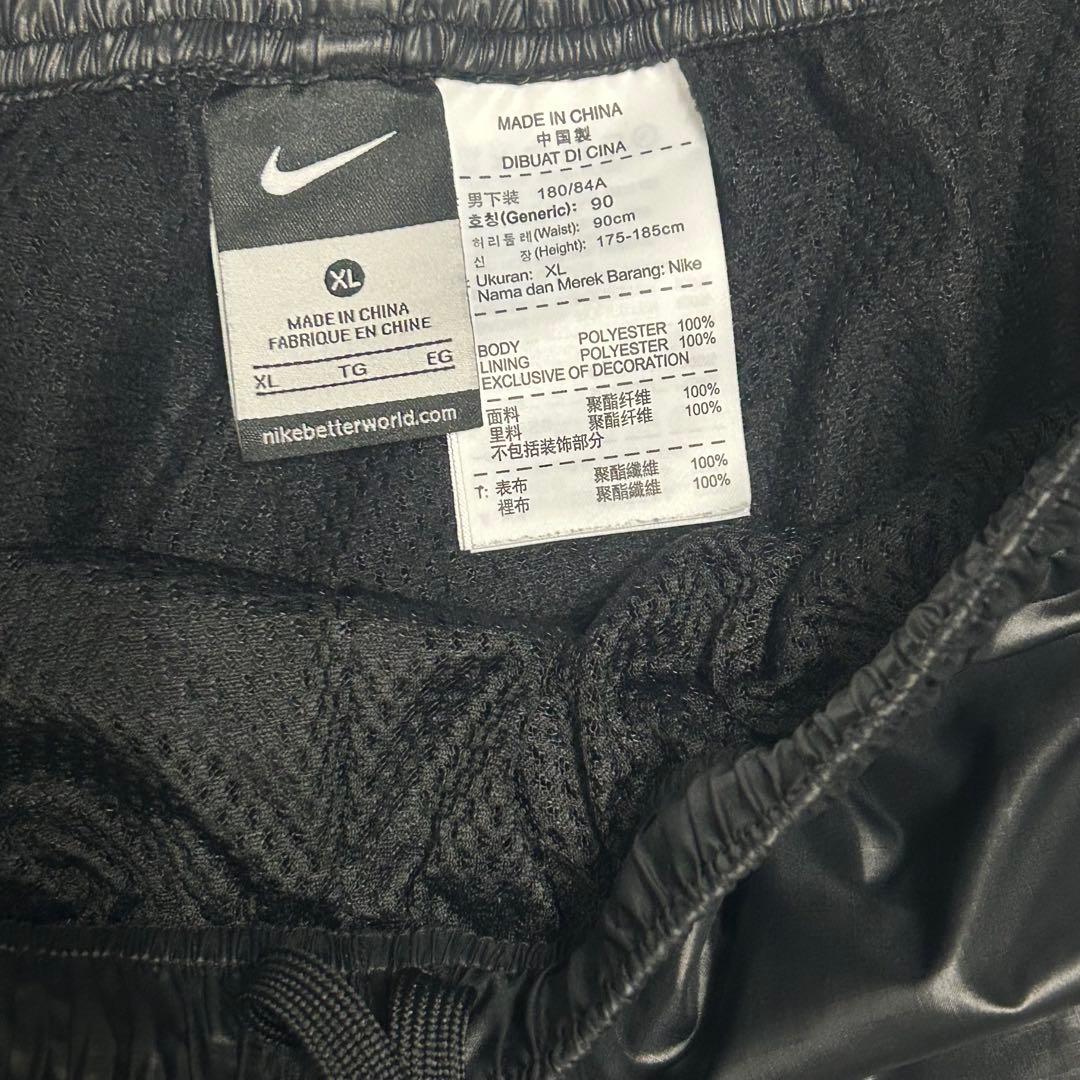 XL
MADE IN CHINA
FABRIQUE EN CHINE
XL TG EG
nikebetterworld.com
MADE IN CHINA
中国製
DIBUAT DI CINA
男下装 180/84A
호칭(Generic): 90
허리둘레(Waist): 90cm
신 장(Height): 175-185cm
Ukuran: XL
Nama dan Merek Barang: Nike
BODY POLYESTER 100%
LINING POLYESTER 100%
EXCLUSIVE OF DECORATION
面料 聚酯纤维 100%
里料 聚酯纤维 100%
不包括装饰部分
T: 表布 聚酯纖維 100%
裡布 聚酯纖維 100%